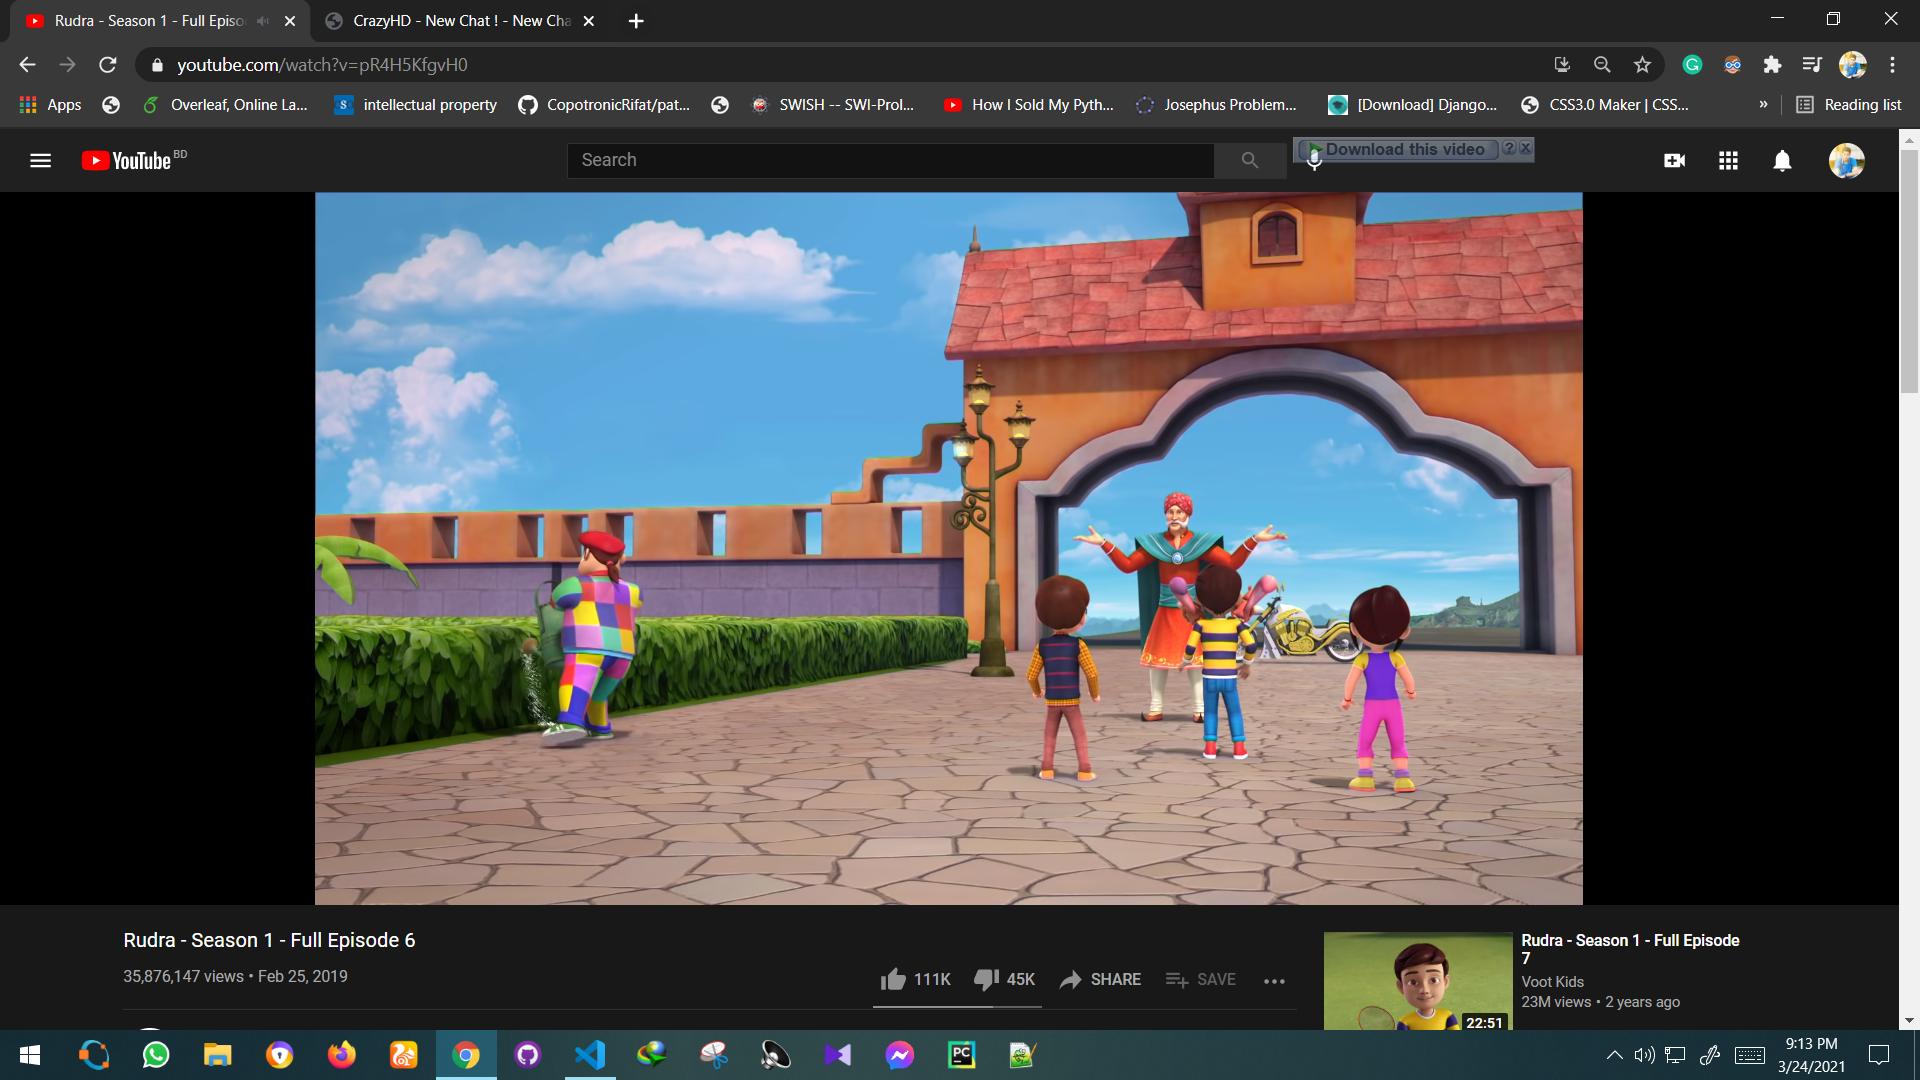 Rudra - Season 1 - Full Episo
CrazyHD - New Chat ! - New Cha
youtube.com/watch?v=pR4H5KfgvH0
Apps
Overleaf, Online La...
intellectual property
CopotronicRifat/pat...
SWISH -- SWI-Prol...
How I Sold My Pyth...
Josephus Problem...
[Download] Django...
CSS3.0 Maker | CSS...
»
Reading list
YouTube BD
Search
Download this video
Rudra - Season 1 - Full Episode 6
35,876,147 views • Feb 25, 2019
111K
45K
SHARE
SAVE
Rudra - Season 1 - Full Episode
7
Voot Kids
23M views • 2 years ago
22:51
PC
9:13 PM
3/24/2021